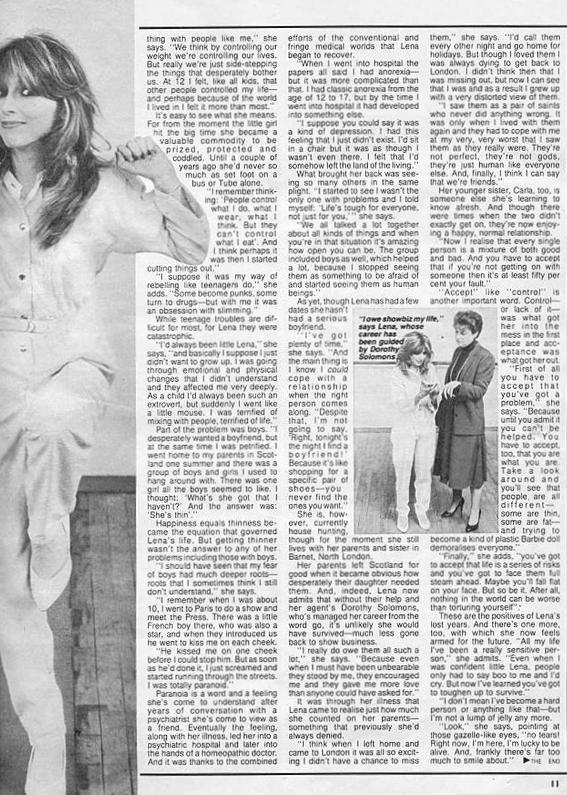 thing with people like me," she
says. "We think by controlling our
weight we're controlling our lives.
But really we're just side-stepping
the things that desperately bother
us. At 12 I felt, like all kids, that
other people controlled my life—
and perhaps because of the world
I lived in I felt it more than most."
It's easy to see what she means.
For from the moment the little girl
hit the big time she became a
valuable commodity to be
prized, protected and
coddled. Until a couple of
years ago she'd never so
much as set foot on a
bus or Tube alone.
"I remember think-
ing: 'People control
what I do, what I
wear, what I
think. But they
can't control
what I eat'. And
I think perhaps it
was then I started
cutting things out."
"I suppose it was my way of
rebelling like teenagers do," she
adds. "Some become punks, some
turn to drugs—but with me it was
an obsession with slimming."
While teenage troubles are dif-
ficult for most, for Lena they were
catastrophic.
"I'd always been little Lena," she
says, "and basically I suppose I just
didn't want to grow up. I was going
through emotional and physical
changes that I didn't understand
and they affected me very deeply.
As a child I'd always been such an
extrovert, but suddenly I went like
a little mouse. I was terrified of
mixing with people, terrified of life."
Part of the problem was boys. "I
desperately wanted a boyfriend, but
at the same time I was petrified. I
went home to my parents in Scot-
land one summer and there was a
group of boys and girls I used to
hang around with. There was one
girl all the boys seemed to like. I
thought: 'What's she got that I
haven't?' And the answer was:
'She's thin'."
Happiness equals thinness be-
came the equation that governed
Lena's life. But getting thinner
wasn't the answer to any of her
problems including those with boys.
"I should have seen that my fear
of boys had much deeper roots—
roots that I sometimes think I still
don't understand," she says.
"I remember when I was about
10, I went to Paris to do a show and
meet the Press. There was a little
French boy there, who was also a
star, and when they introduced us
he went to kiss me on each cheek.
"He kissed me on one cheek
before I could stop him. But as soon
as he'd done it, I just screamed and
started running through the streets.
I was totally paranoid."
Paranoia is a word and a feeling
she's come to understand after
years of conversation with a
psychiatrist she's come to view as
a friend. Eventually the feeling,
along with her illness, led her into a
psychiatric hospital and later into
the hands of a homeopathic doctor.
And it was thanks to the combined
efforts of the conventional and
fringe medical worlds that Lena
began to recover.
"When I went into hospital the
papers all said I had anorexia—
but it was more complicated than
that. I had classic anorexia from the
age of 12 to 17, but by the time I
went into hospital it had developed
into something else.
"I suppose you could say it was
a kind of depression. I had this
feeling that I just didn't exist. I'd sit
in a chair but it was as though I
wasn't even there. I felt that I'd
somehow left the land of the living."
What brought her back was see-
ing so many others in the same
plight. "I started to see I wasn't the
only one with problems and I told
myself: 'Life's tough for everyone,
not just for you,'" she says.
"We all talked a lot together
about all kinds of things and when
you're in that situation it's amazing
how open you can be. The group
included boys as well, which helped
a lot, because I stopped seeing
them as something to be afraid of
and started seeing them as human
beings."
As yet, though Lena has had a few
dates she hasn't
had a serious
boyfriend.
"I've got
plenty of time,"
she says. "And
the main thing is
I know I could
cope with a
relationship
when the right
person comes
along. "Despite
that, I'm not
going to say,
'Right, tonight's
the night I find a
boyfriend!'
Because it's like
shopping for a
specific pair of
shoes—you
never find the
ones you want."
She is, how-
ever, currently
house hunting,
though for the moment she still
lives with her parents and sister in
Barnet, North London.
Her parents left Scotland for
good when it became obvious how
desperately their daughter needed
them. And, indeed, Lena now
admits that without their help and
her agent's Dorothy Solomons,
who's managed her career from the
word go, it's unlikely she would
have survived—much less gone
back to show business.
"I really do owe them all such a
lot," she says. "Because even
when I must have been unbearable
they stood by me, they encouraged
me and they gave me more love
than anyone could have asked for."
It was through her illness that
Lena came to realise just how much
she counted on her parents—
something that previously she'd
always denied.
"I think when I left home and
came to London it was all so excit-
ing I didn't have a chance to miss
"I owe showbiz my life,"
says Lena, whose
career has
been guided
by Dorothy
Solomons
them," she says. "I'd call them
every other night and go home for
holidays. But though I loved them I
was always dying to get back to
London. I didn't think then that I
was missing out, but now I can see
that I was and as a result I grew up
with a very distorted view of them.
"I saw them as a pair of saints
who never did anything wrong. It
was only when I lived with them
again and they had to cope with me
at my very, very worst that I saw
them as they really were. They're
not perfect, they're not gods,
they're just human like everyone
else. And, finally, I think I can say
that we're friends."
Her younger sister, Carla, too, is
someone else she's learning to
know afresh. And though there
were times when the two didn't
exactly get on, they're now enjoy-
ing a happy, normal relationship.
"Now I realise that every single
person is a mixture of both good
and bad. And you have to accept
that if you're not getting on with
someone then it's at least fifty per
cent your fault."
"Accept" like "control" is
another important word. Control—
or lack of it—
was what got
her into the
mess in the first
place and acc-
eptance was
what got her out.
"First of all
you have to
accept that
you've got a
problem," she
says. "Because
until you admit it
you can't be
helped. You
have to accept,
too, that you are
what you are.
Take a look
around and
you'll see that
people are all
different—
some are thin,
some are fat—
and trying to
become a kind of plastic Barbie doll
demoralises everyone."
"Finally," she adds, "you've got
to accept that life is a series of risks
and you've got to face them full
steam ahead. Maybe you'll fall flat
on your face. But so be it. After all,
nothing in the world can be worse
than torturing yourself".
These are the positives of Lena's
lost years. And there's one more,
too, with which she now feels
armed for the future. "All my life
I've been a really sensitive per-
son," she admits. "Even when I
was confident little Lena, people
only had to say boo to me and I'd
cry. But now I've learned you've got
to toughen up to survive."
"I don't mean I've become a hard
person or anything like that—but
I'm not a lump of jelly any more.
"Look," she says, pointing at
those gazelle-like eyes, "no tears!
Right now, I'm here, I'm lucky to be
alive. And, frankly there's far too
much to smile about." ▶THE END
11